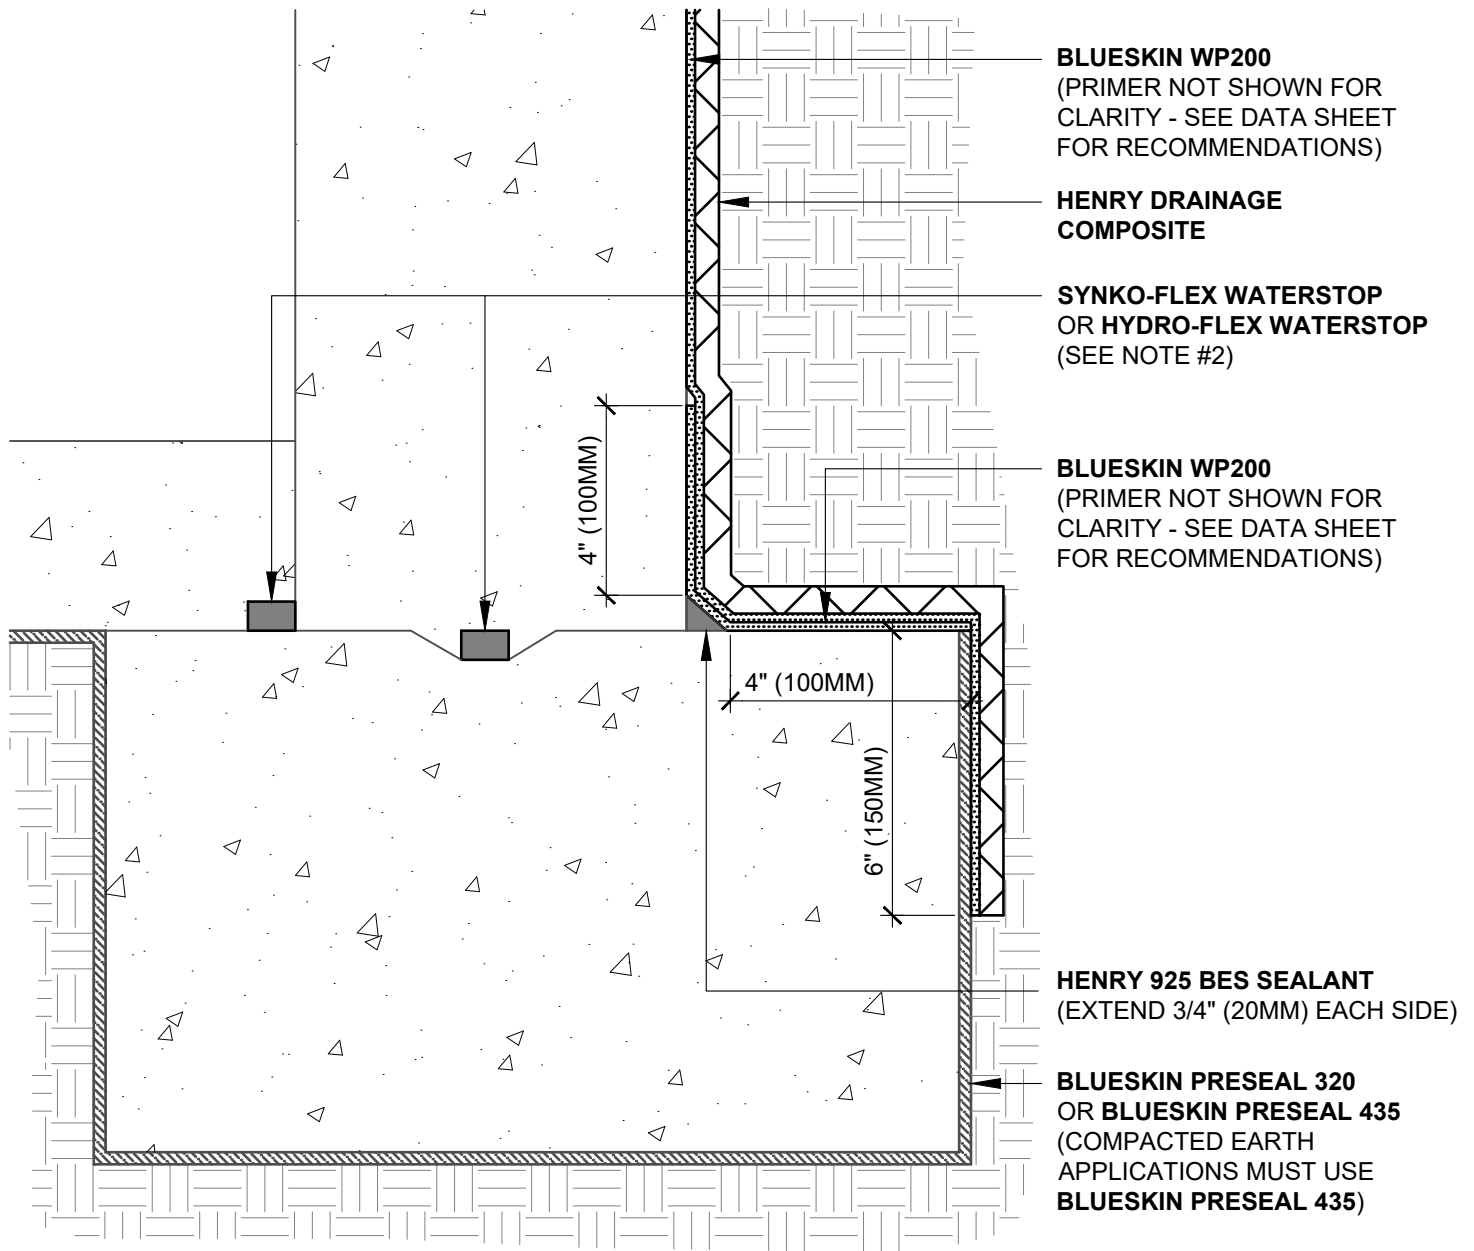 BLUESKIN WP200
(PRIMER NOT SHOWN FOR
CLARITY - SEE DATA SHEET
FOR RECOMMENDATIONS)
HENRY DRAINAGE
COMPOSITE
SYNKO-FLEX WATERSTOP
OR HYDRO-FLEX WATERSTOP
(SEE NOTE #2)
4" (100MM)
BLUESKIN WP200
(PRIMER NOT SHOWN FOR
CLARITY - SEE DATA SHEET
FOR RECOMMENDATIONS)
4" (100MM)
6" (150MM)
HENRY 925 BES SEALANT
(EXTEND 3/4" (20MM) EACH SIDE)
BLUESKIN PRESEAL 320
OR BLUESKIN PRESEAL 435
(COMPACTED EARTH
APPLICATIONS MUST USE
BLUESKIN PRESEAL 435)